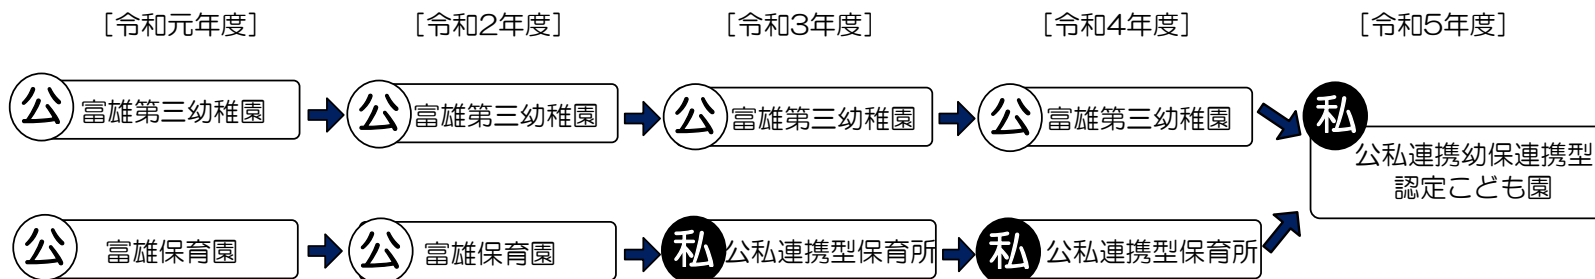 [令和元年度]
[令和2年度]
[令和3年度]
[令和4年度]
[令和5年度]
公 富雄第三幼稚園
公 富雄第三幼稚園
公 富雄第三幼稚園
公 富雄第三幼稚園
私
公私連携幼保連携型
認定こども園
公 富雄保育園
公 富雄保育園
私 公私連携型保育所
私 公私連携型保育所